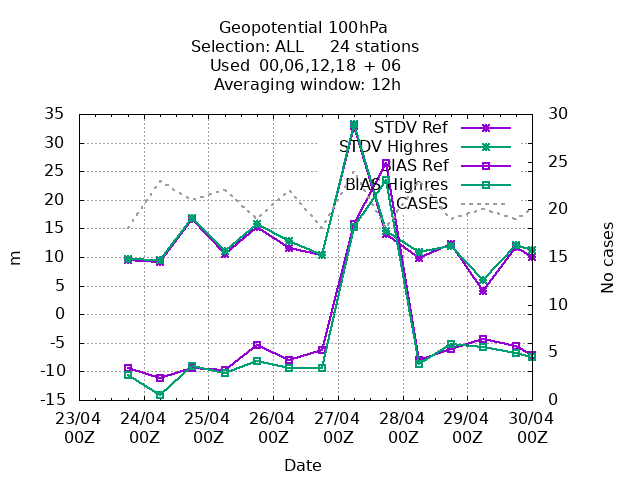 Geopotential 100hPa
Selection: ALL 24 stations
Used 00,06,12,18 + 06
Averaging window: 12h
35
30
25
20
15
10
5
0
-5
-10
-15
m
STDV Ref
STDV Highres
BIAS Ref
BIAS Highres
CASES
30
25
20
15
10
5
0
No cases
23/04 24/04 25/04 26/04 27/04 28/04 29/04 30/04
00Z 00Z 00Z 00Z 00Z 00Z 00Z 00Z
Date